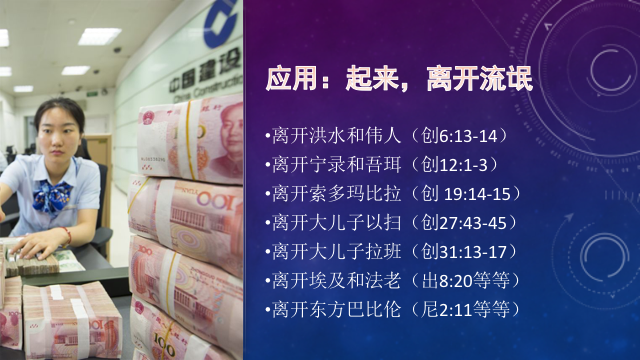 中国建设
China Construction
100
100
100
应用：起来，离开流氓
•离开洪水和伟人（创6:13-14）
•离开宁录和吾珥（创12:1-3）
•离开索多玛比拉（创 19:14-15）
•离开大儿子以扫（创27:43-45）
•离开大儿子拉班（创31:13-17）
•离开埃及和法老（出8:20等等）
•离开东方巴比伦（尼2:11等等）